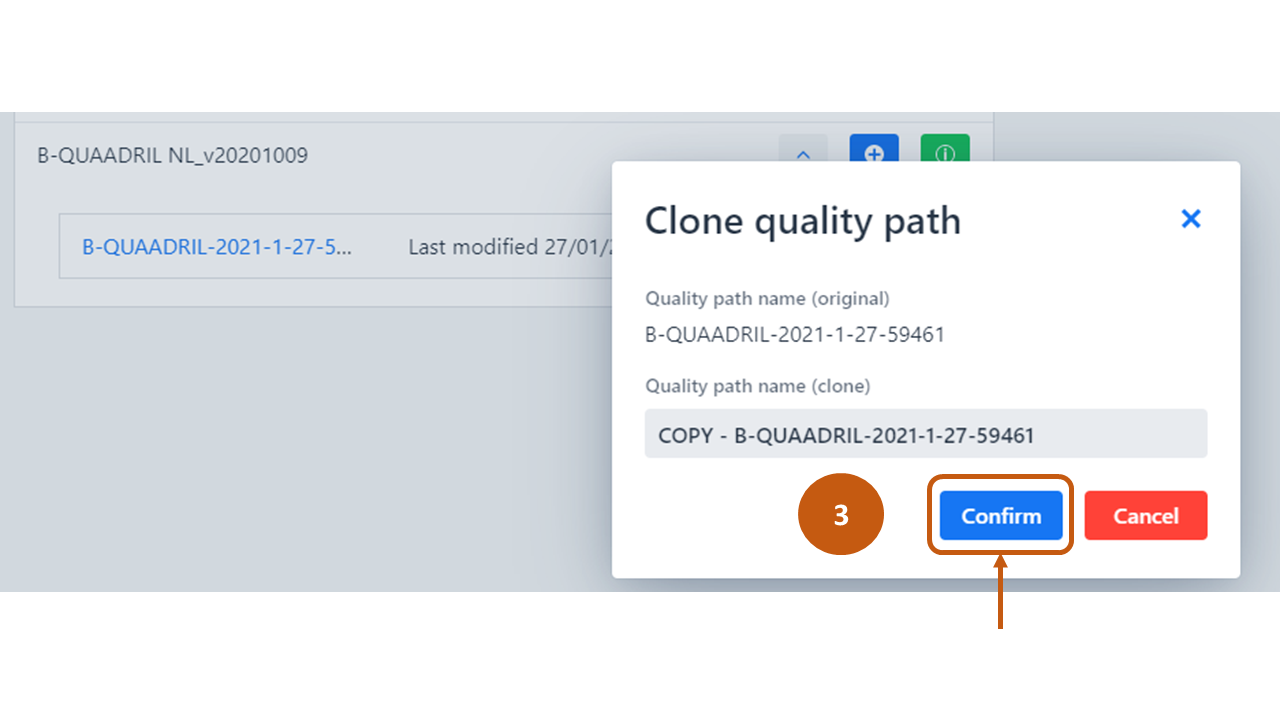 B-QUAADRIL NL_v20201009
B-QUAADRIL-2021-1-27-5... Last modified 27/01/
Clone quality path
Quality path name (original)
B-QUAADRIL-2021-1-27-59461
Quality path name (clone)
COPY - B-QUAADRIL-2021-1-27-59461
3 Confirm Cancel